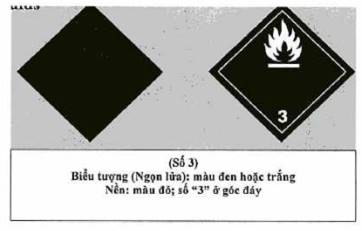 3
(Số 3)
Biểu tượng (Ngọn lửa): màu đen hoặc trắng
Nền: màu đỏ; số “3” ở góc đáy